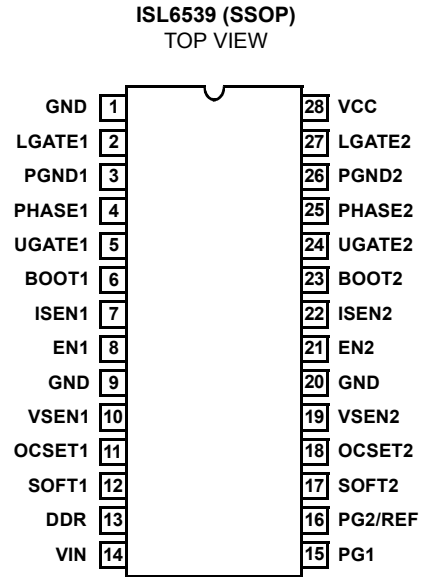 ISL6539 (SSOP)
TOP VIEW
GND 1 28 VCC
LGATE1 2 27 LGATE2
PGND1 3 26 PGND2
PHASE1 4 25 PHASE2
UGATE1 5 24 UGATE2
BOOT1 6 23 BOOT2
ISEN1 7 22 ISEN2
EN1 8 21 EN2
GND 9 20 GND
VSEN1 10 19 VSEN2
OCSET1 11 18 OCSET2
SOFT1 12 17 SOFT2
DDR 13 16 PG2/REF
VIN 14 15 PG1